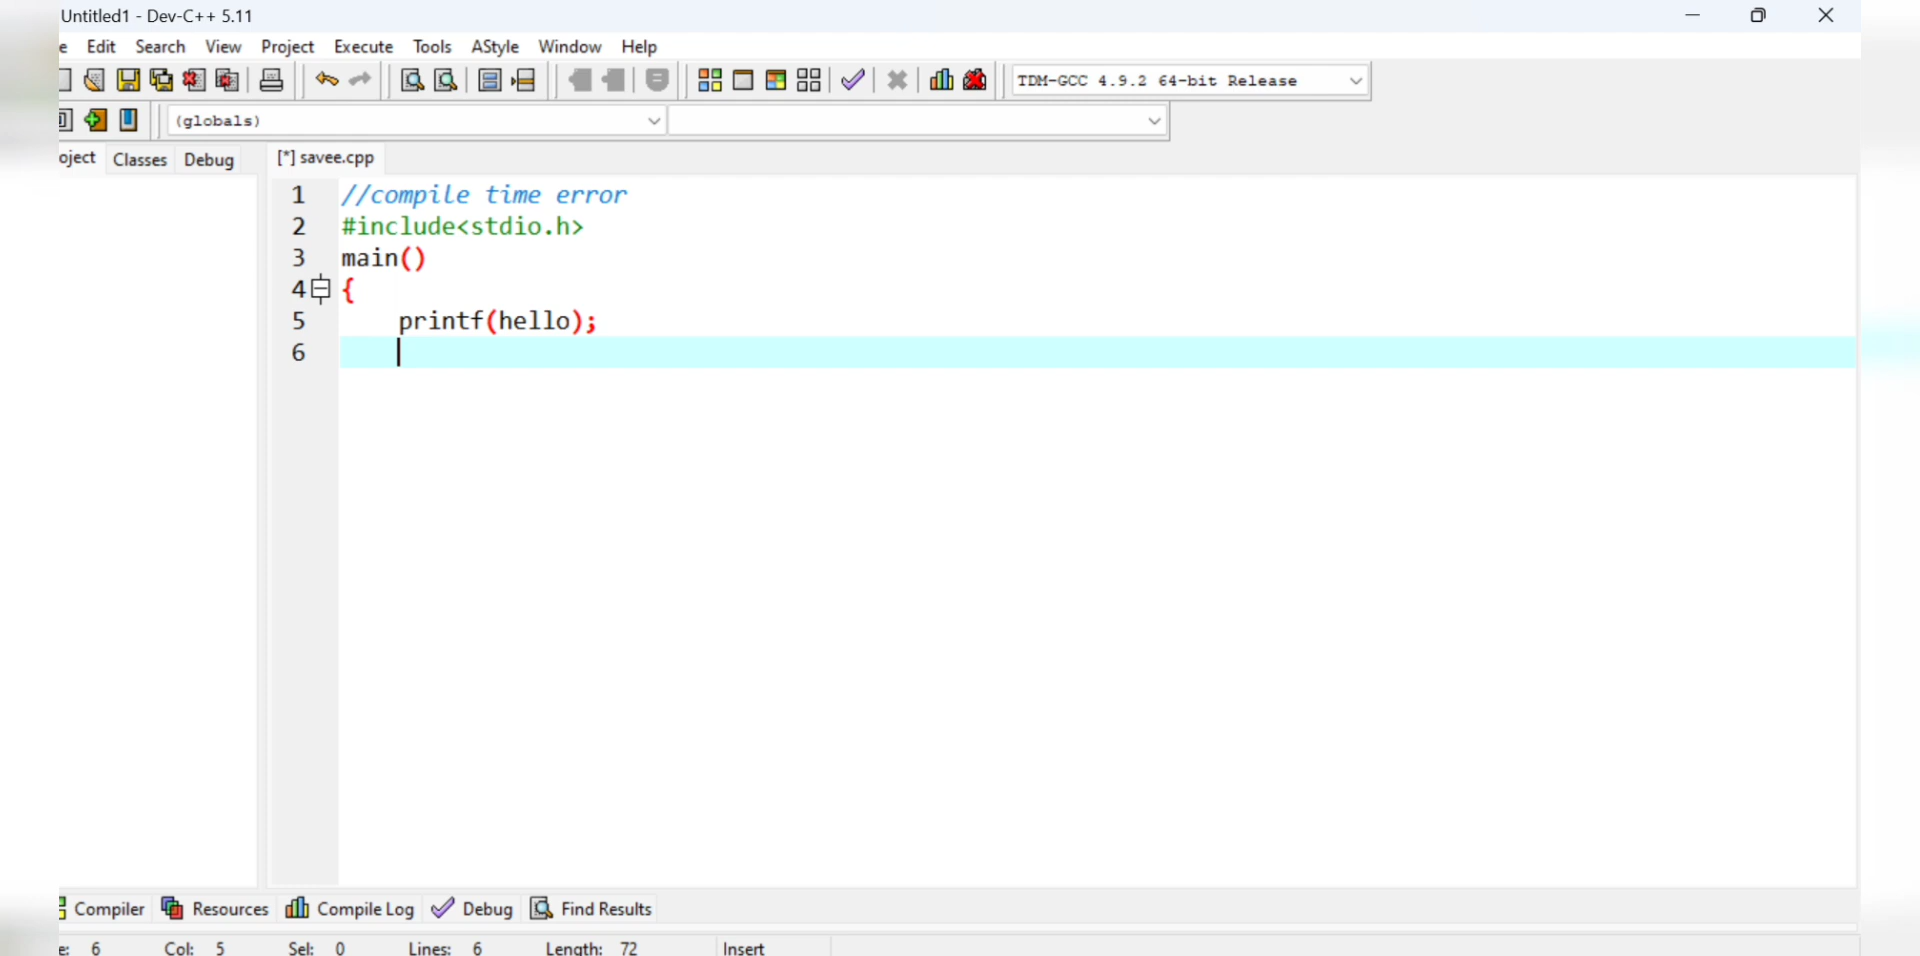 Untitled1 - Dev-C++ 5.11
e Edit Search View Project Execute Tools AStyle Window Help
TDM-GCC 4.9.2 64-bit Release
(globals)
oject Classes Debug [*] savee.cpp
1 //compile time error
2 #include<stdio.h>
3 main()
4 {
5 printf(hello);
6
Compiler Resources Compile Log Debug Find Results
e: 6 Col: 5 Sel: 0 Lines: 6 Length: 72 Insert